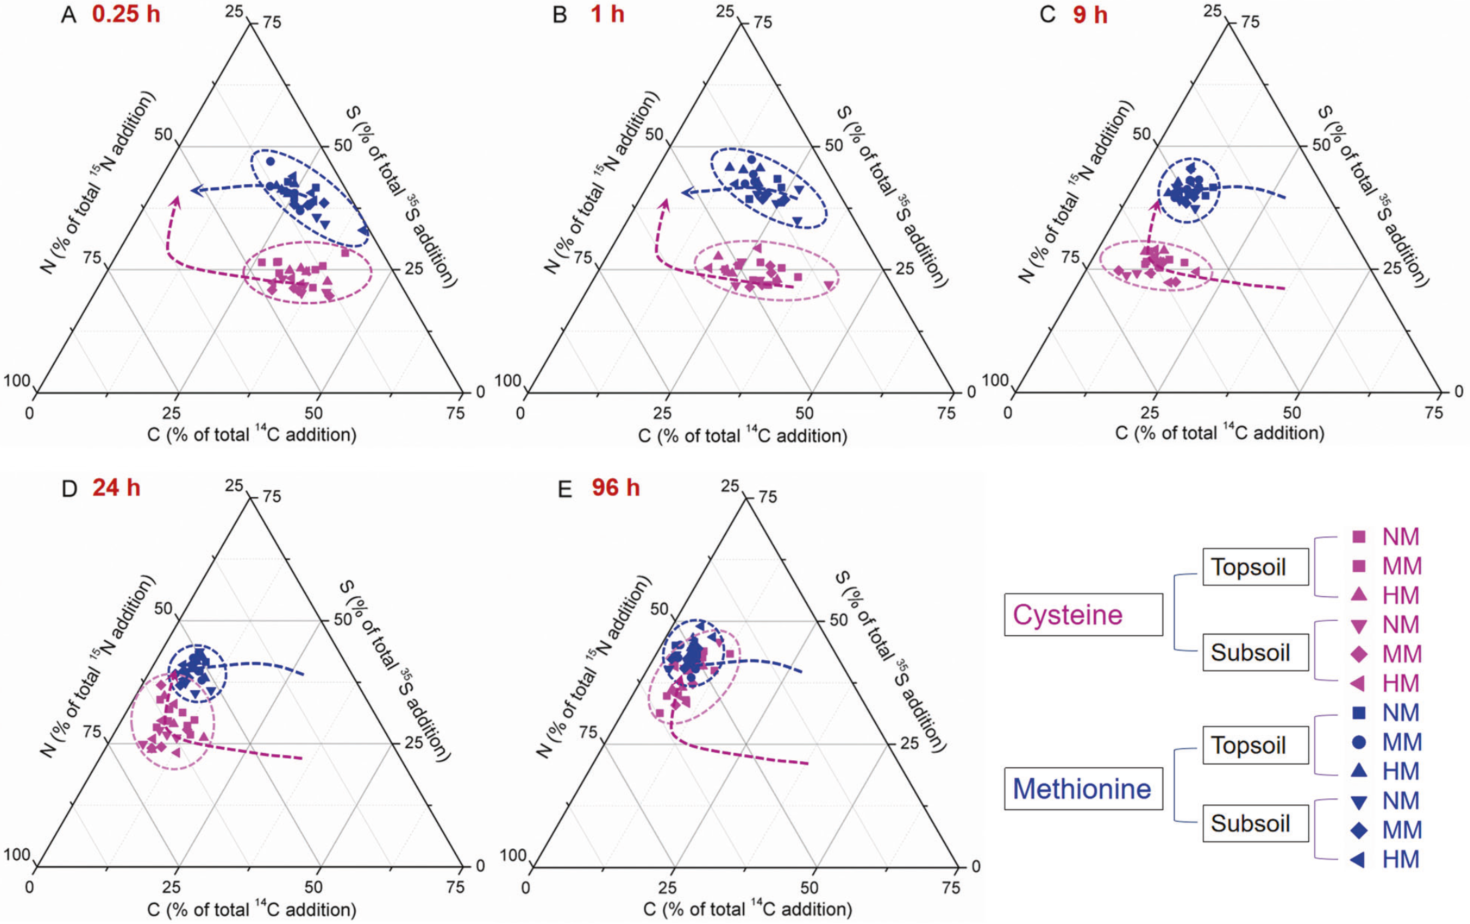 A 0.25 h
25
75
50
50
75
25
100
0
0
25
50
75
N (% of total ¹⁵N addition)
S (% of total ³⁵S addition)
C (% of total ¹⁴C addition)
B 1 h
25
75
50
50
75
25
100
0
0
25
50
75
N (% of total ¹⁵N addition)
S (% of total ³⁵S addition)
C (% of total ¹⁴C addition)
C 9 h
25
75
50
50
75
25
100
0
0
25
50
75
N (% of total ¹⁵N addition)
S (% of total ³⁵S addition)
C (% of total ¹⁴C addition)
D 24 h
25
75
50
50
75
25
100
0
0
25
50
75
N (% of total ¹⁵N addition)
S (% of total ³⁵S addition)
C (% of total ¹⁴C addition)
E 96 h
25
75
50
50
75
25
100
0
0
25
50
75
N (% of total ¹⁵N addition)
S (% of total ³⁵S addition)
C (% of total ¹⁴C addition)
Cysteine
Topsoil
NM
MM
HM
Subsoil
NM
MM
HM
Methionine
Topsoil
NM
MM
HM
Subsoil
NM
MM
HM